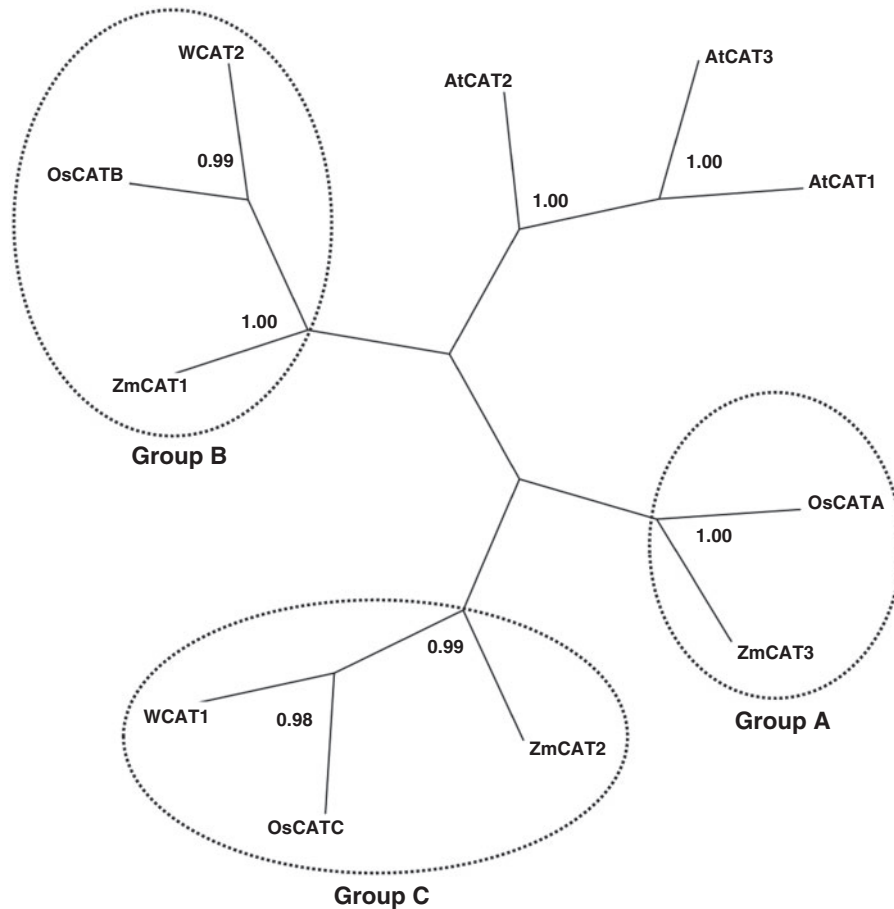 WCAT2
AtCAT3
AtCAT2
0.99
1.00
OsCATB
AtCAT1
1.00
1.00
ZmCAT1
Group B
OsCATA
1.00
0.99
ZmCAT3
WCAT1
0.98
Group A
ZmCAT2
OsCATC
Group C